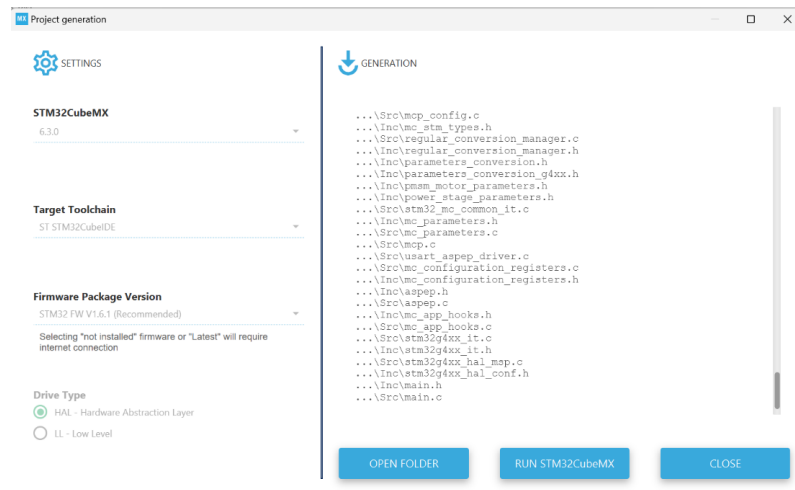 MX Project generation
SETTINGS
STM32CubeMX
6.3.0
Target Toolchain
ST STM32CubeIDE
Firmware Package Version
STM32 FW V1.6.1 (Recommended)
Selecting "not installed" firmware or "Latest" will require
internet connection
Drive Type
HAL - Hardware Abstraction Layer
LL - Low Level
GENERATION
...\Src\mcp_config.c
...\Inc\mc_stm_types.h
...\Src\regular_conversion_manager.c
...\Inc\regular_conversion_manager.h
...\Inc\parameters_conversion.h
...\Inc\parameters_conversion_g4xx.h
...\Inc\pmsm_motor_parameters.h
...\Inc\power_stage_parameters.h
...\Src\stm32_mc_common_it.c
...\Inc\mc_parameters.h
...\Src\mc_parameters.c
...\Src\mcp.c
...\Src\usart_aspep_driver.c
...\Src\mc_configuration_registers.c
...\Inc\mc_configuration_registers.h
...\Inc\aspep.h
...\Src\aspep.c
...\Inc\mc_app_hooks.h
...\Src\mc_app_hooks.c
...\Src\stm32g4xx_it.c
...\Inc\stm32g4xx_it.h
...\Src\stm32g4xx_hal_msp.c
...\Inc\stm32g4xx_hal_conf.h
...\Inc\main.h
...\Src\main.c
OPEN FOLDER
RUN STM32CubeMX
CLOSE